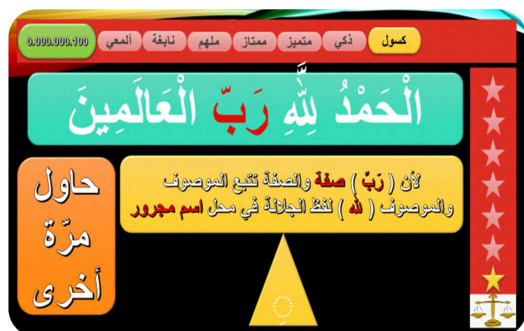 كسول ذكي متميز ممتاز ملهم نابغة ألمعي 0.000.000.100
الْحَمْدُ لِلَّهِ رَبِّ الْعَالَمِينَ
لأن ( رَبِّ ) صفة والصفة تتبع الموصوف
والموصوف ( لله ) لفظ الجلالة في محل اسم مجرور
حاول
مرّة
أخرى